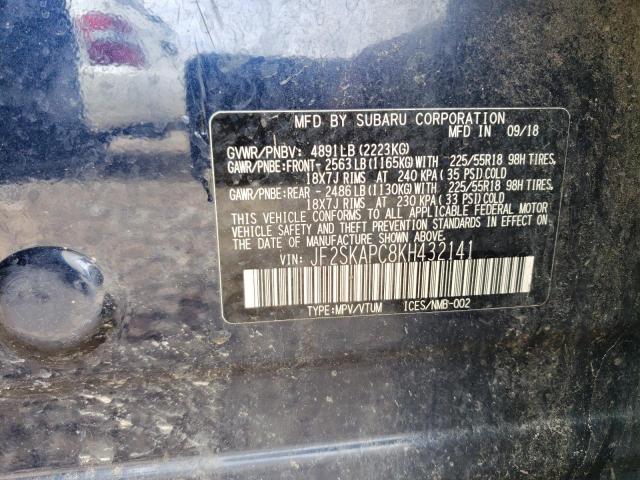 MFD BY SUBARU CORPORATION
MFD IN 09/18
GVWR/PNBV: 4891LB(2223KG)
GAWR/PNBE:FRONT-2563LB(1165KG)WITH 225/55R18 98H TIRES,
18X7J RIMS AT 240 KPA(35 PSI)COLD
GAWR/PNBE:REAR -2486LB(1130KG)WITH 225/55R18 98H TIRES,
18X7J RIMS AT 230 KPA(33 PSI)COLD
THIS VEHICLE CONFORMS TO ALL APPLICABLE FEDERAL MOTOR
VEHICLE SAFETY AND THEFT PREVENTION STANDARDS IN EFFECT ON
THE DATE OF MANUFACTURE SHOWN ABOVE.
VIN: JF2SKAPC8KH432141
TYPE:MPV/VTUM ICES/NMB-002